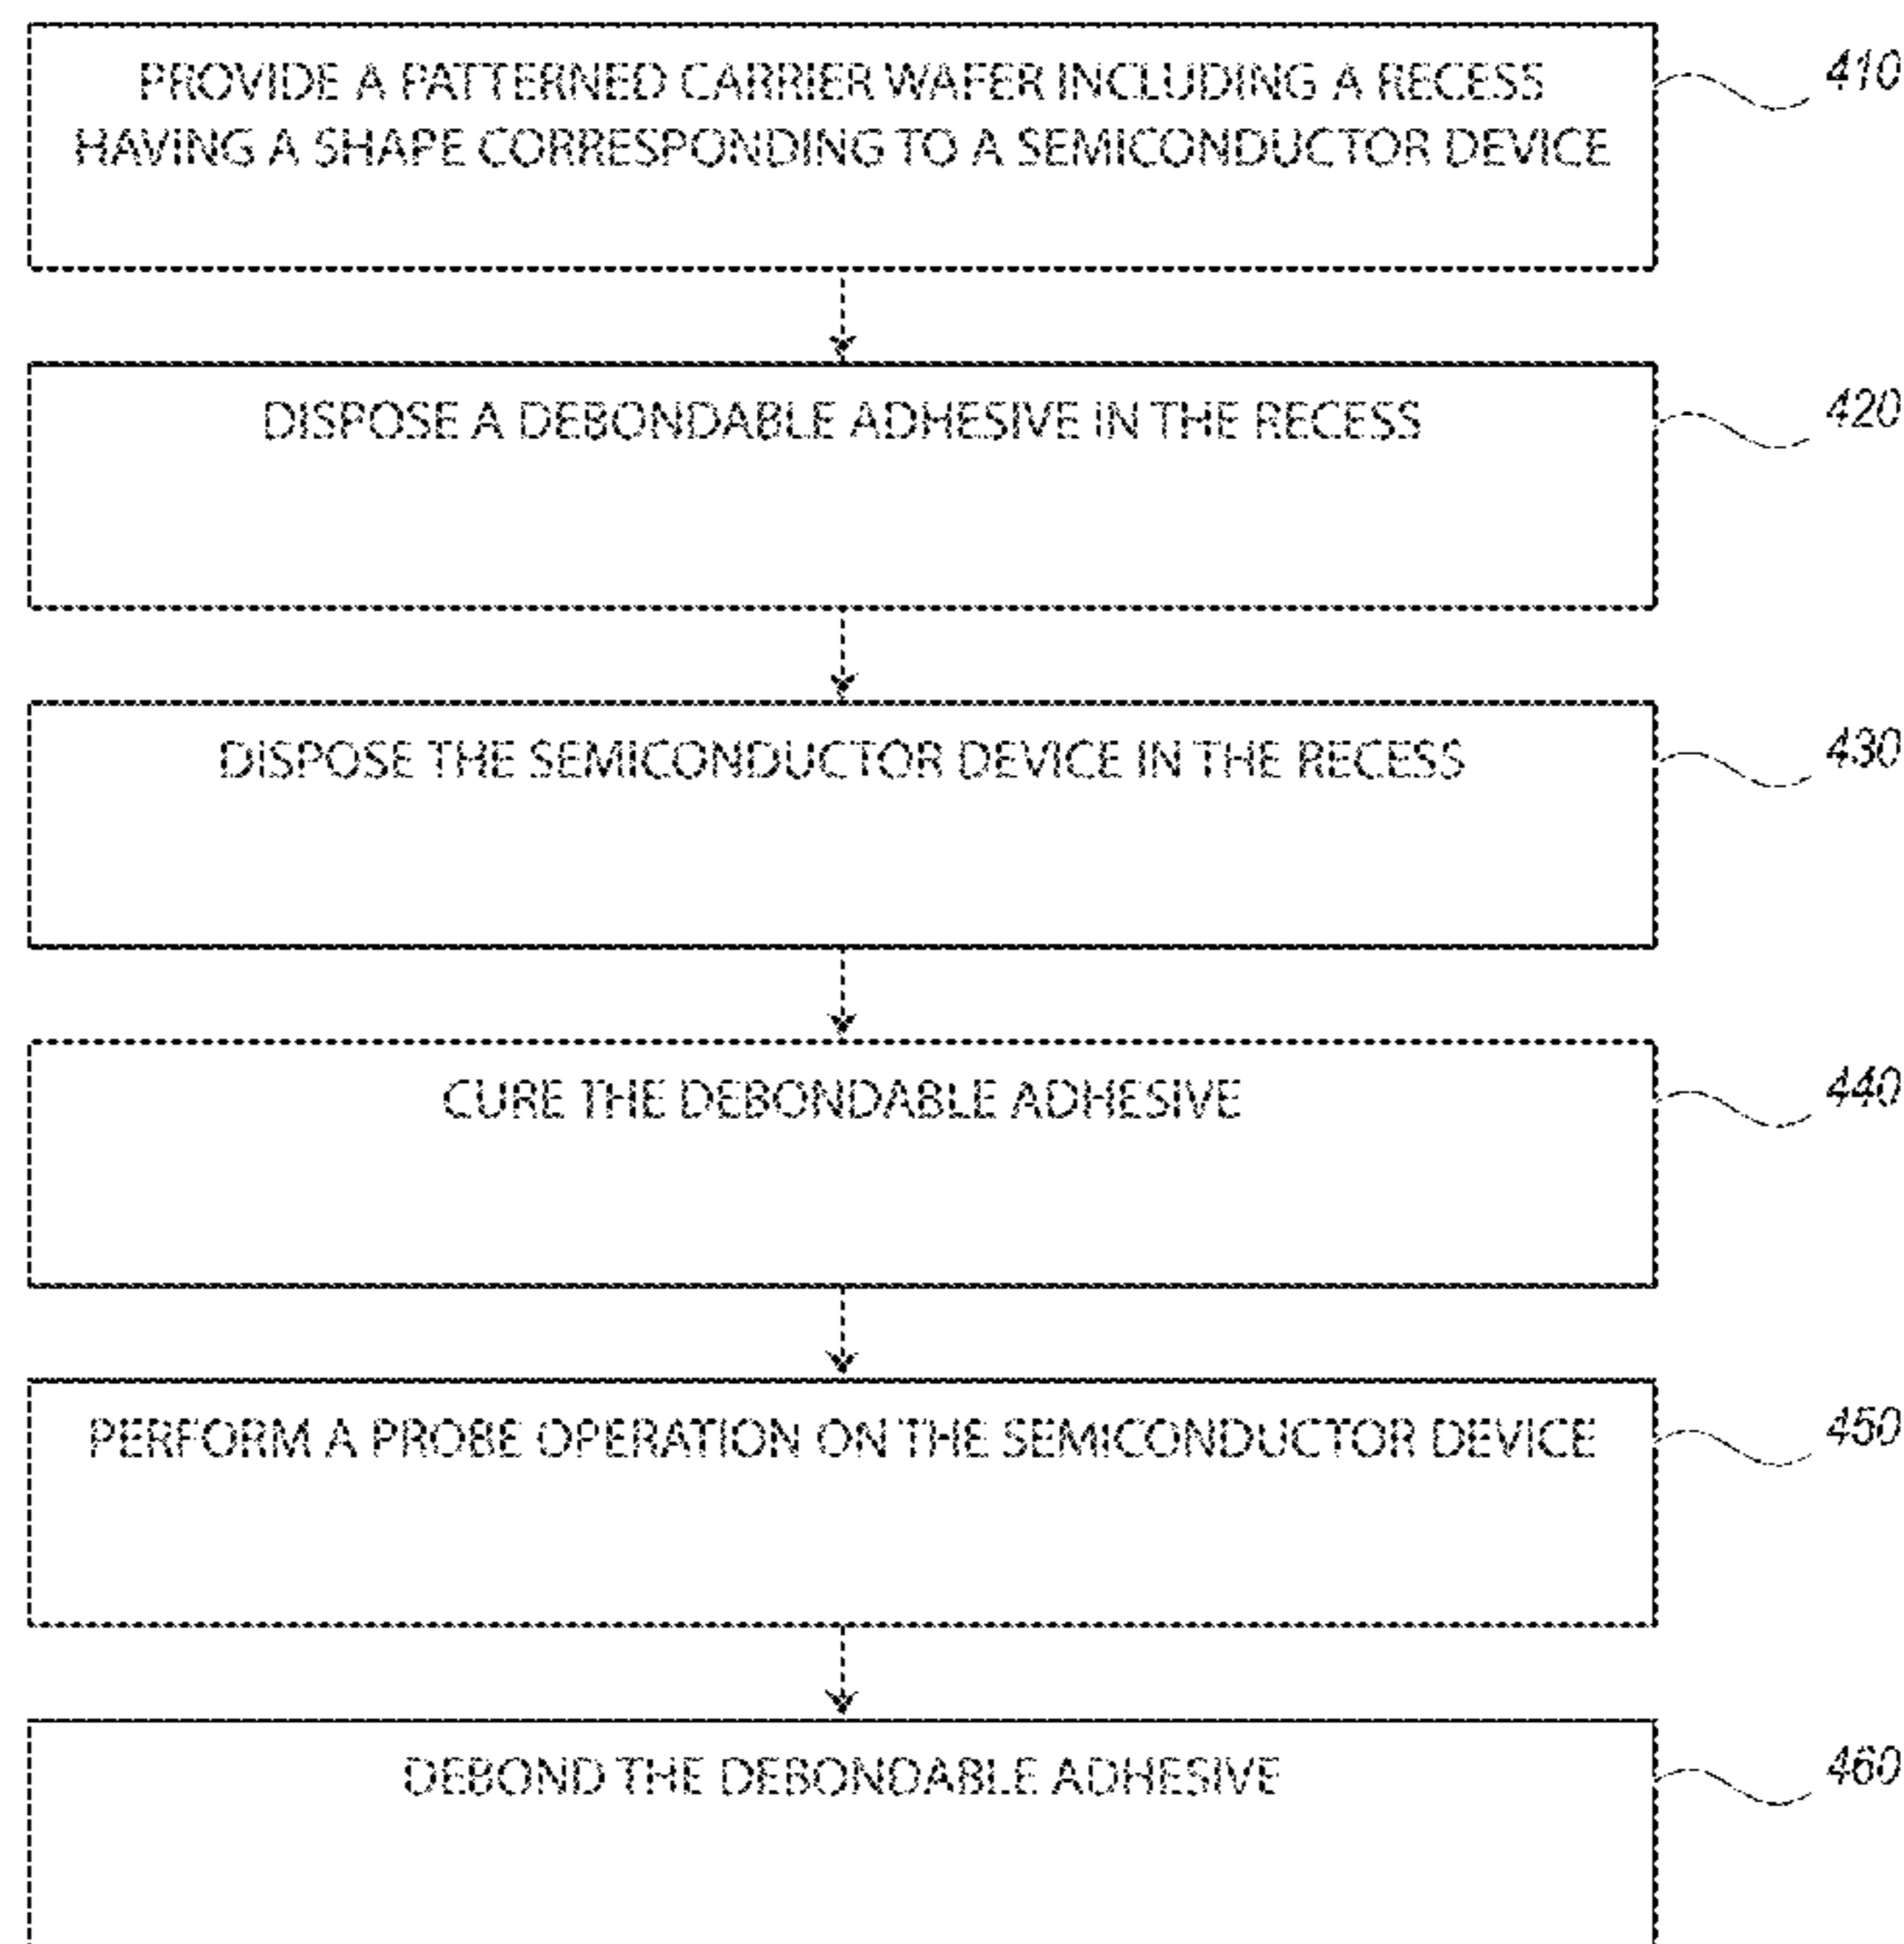 PROVIDE A PATTERNED CARRIER WAFER INCLUDING A RECESS
HAVING A SHAPE CORRESPONDING TO A SEMICONDUCTOR DEVICE
410
DISPOSE A DEBONDABLE ADHESIVE IN THE RECESS
420
DISPOSE THE SEMICONDUCTOR DEVICE IN THE RECESS
430
CURE THE DEBONDABLE ADHESIVE
440
PERFORM A PROBE OPERATION ON THE SEMICONDUCTOR DEVICE
450
DEBOND THE DEBONDABLE ADHESIVE
460